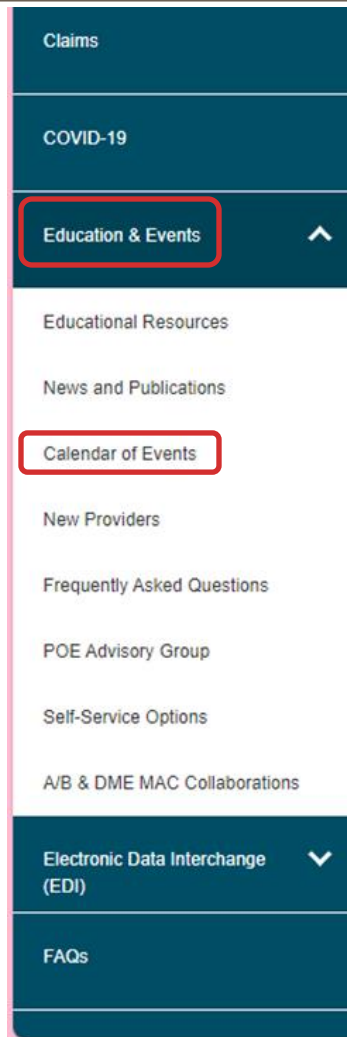 Claims
COVID-19
Education & Events
Educational Resources
News and Publications
Calendar of Events
New Providers
Frequently Asked Questions
POE Advisory Group
Self-Service Options
A/B & DME MAC Collaborations
Electronic Data Interchange
(EDI)
FAQs